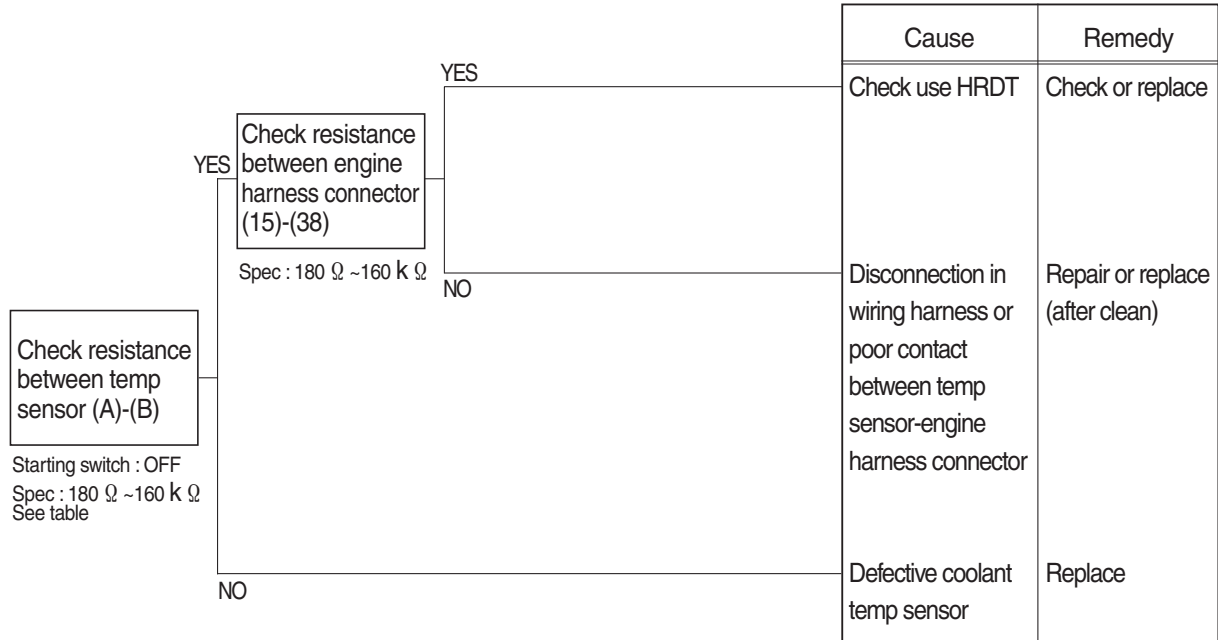 Cause
Remedy
YES
Check use HRDT
Check or replace
Check resistance
YES
between engine
harness connector
(15)-(38)
Spec : 180 Ω ~160 k Ω
NO
Disconnection in
wiring harness or
poor contact
between temp
sensor-engine
harness connector
Repair or replace
(after clean)
Check resistance
between temp
sensor (A)-(B)
Starting switch : OFF
Spec : 180 Ω ~160 k Ω
See table
NO
Defective coolant
temp sensor
Replace